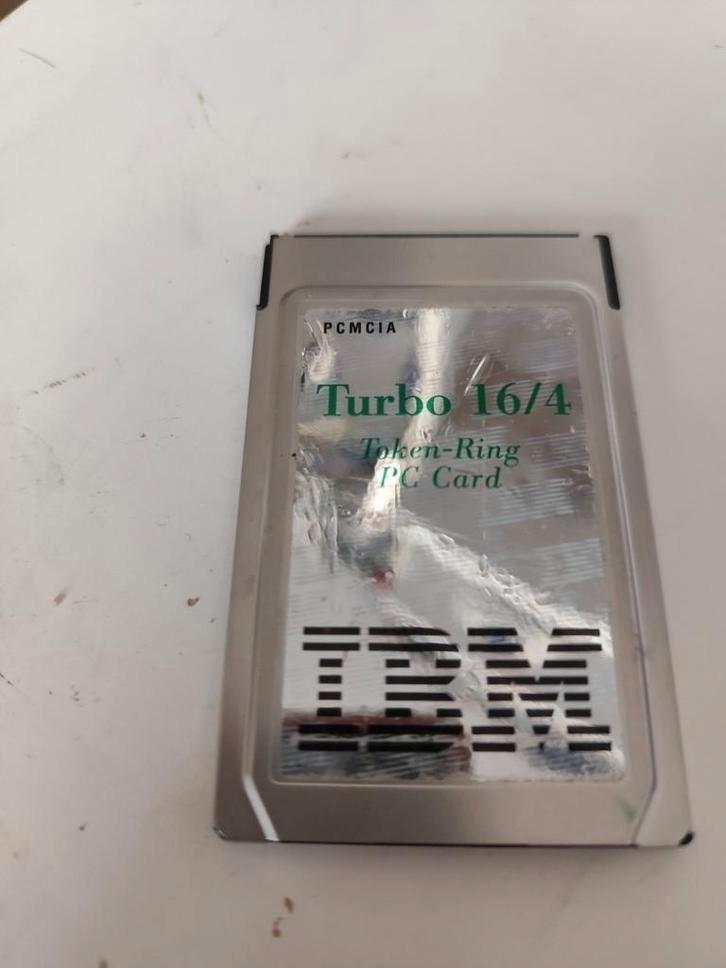 PCMCIA
Turbo 16/4
Token-Ring
PC Card
IBM